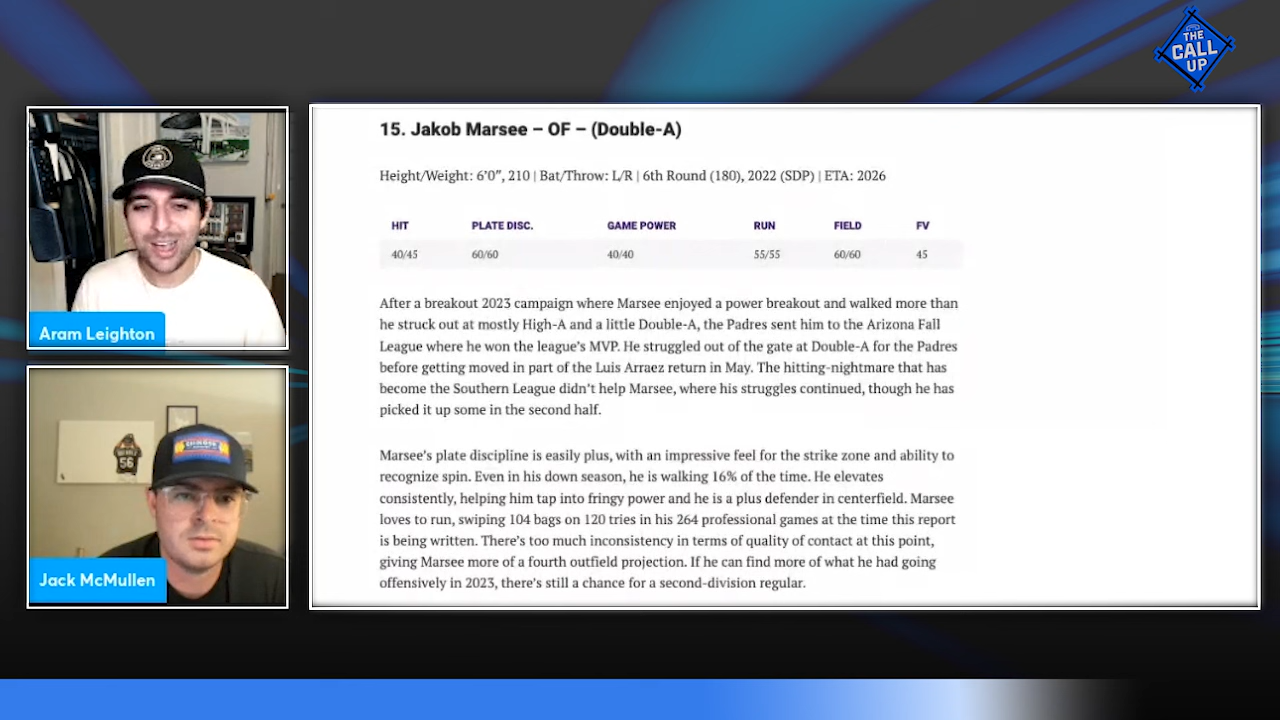 THE
CALL
UP
15. Jakob Marsee – OF – (Double-A)
Height/Weight: 6’0”, 210 | Bat/Throw: L/R | 6th Round (180), 2022 (SDP) | ETA: 2026
HIT PLATE DISC. GAME POWER RUN FIELD FV
40/45 60/60 40/40 55/55 60/60 45
After a breakout 2023 campaign where Marsee enjoyed a power breakout and walked more than
he struck out at mostly High-A and a little Double-A, the Padres sent him to the Arizona Fall
League where he won the league’s MVP. He struggled out of the gate at Double-A for the Padres
before getting moved in part of the Luis Arraez return in May. The hitting-nightmare that has
become the Southern League didn’t help Marsee, where his struggles continued, though he has
picked it up some in the second half.
Marsee’s plate discipline is easily plus, with an impressive feel for the strike zone and ability to
recognize spin. Even in his down season, he is walking 16% of the time. He elevates
consistently, helping him tap into fringy power and he is a plus defender in centerfield. Marsee
loves to run, swiping 104 bags on 120 tries in his 264 professional games at the time this report
is being written. There’s too much inconsistency in terms of quality of contact at this point,
giving Marsee more of a fourth outfield projection. If he can find more of what he had going
offensively in 2023, there’s still a chance for a second-division regular.
Aram Leighton
56
Jack McMullen